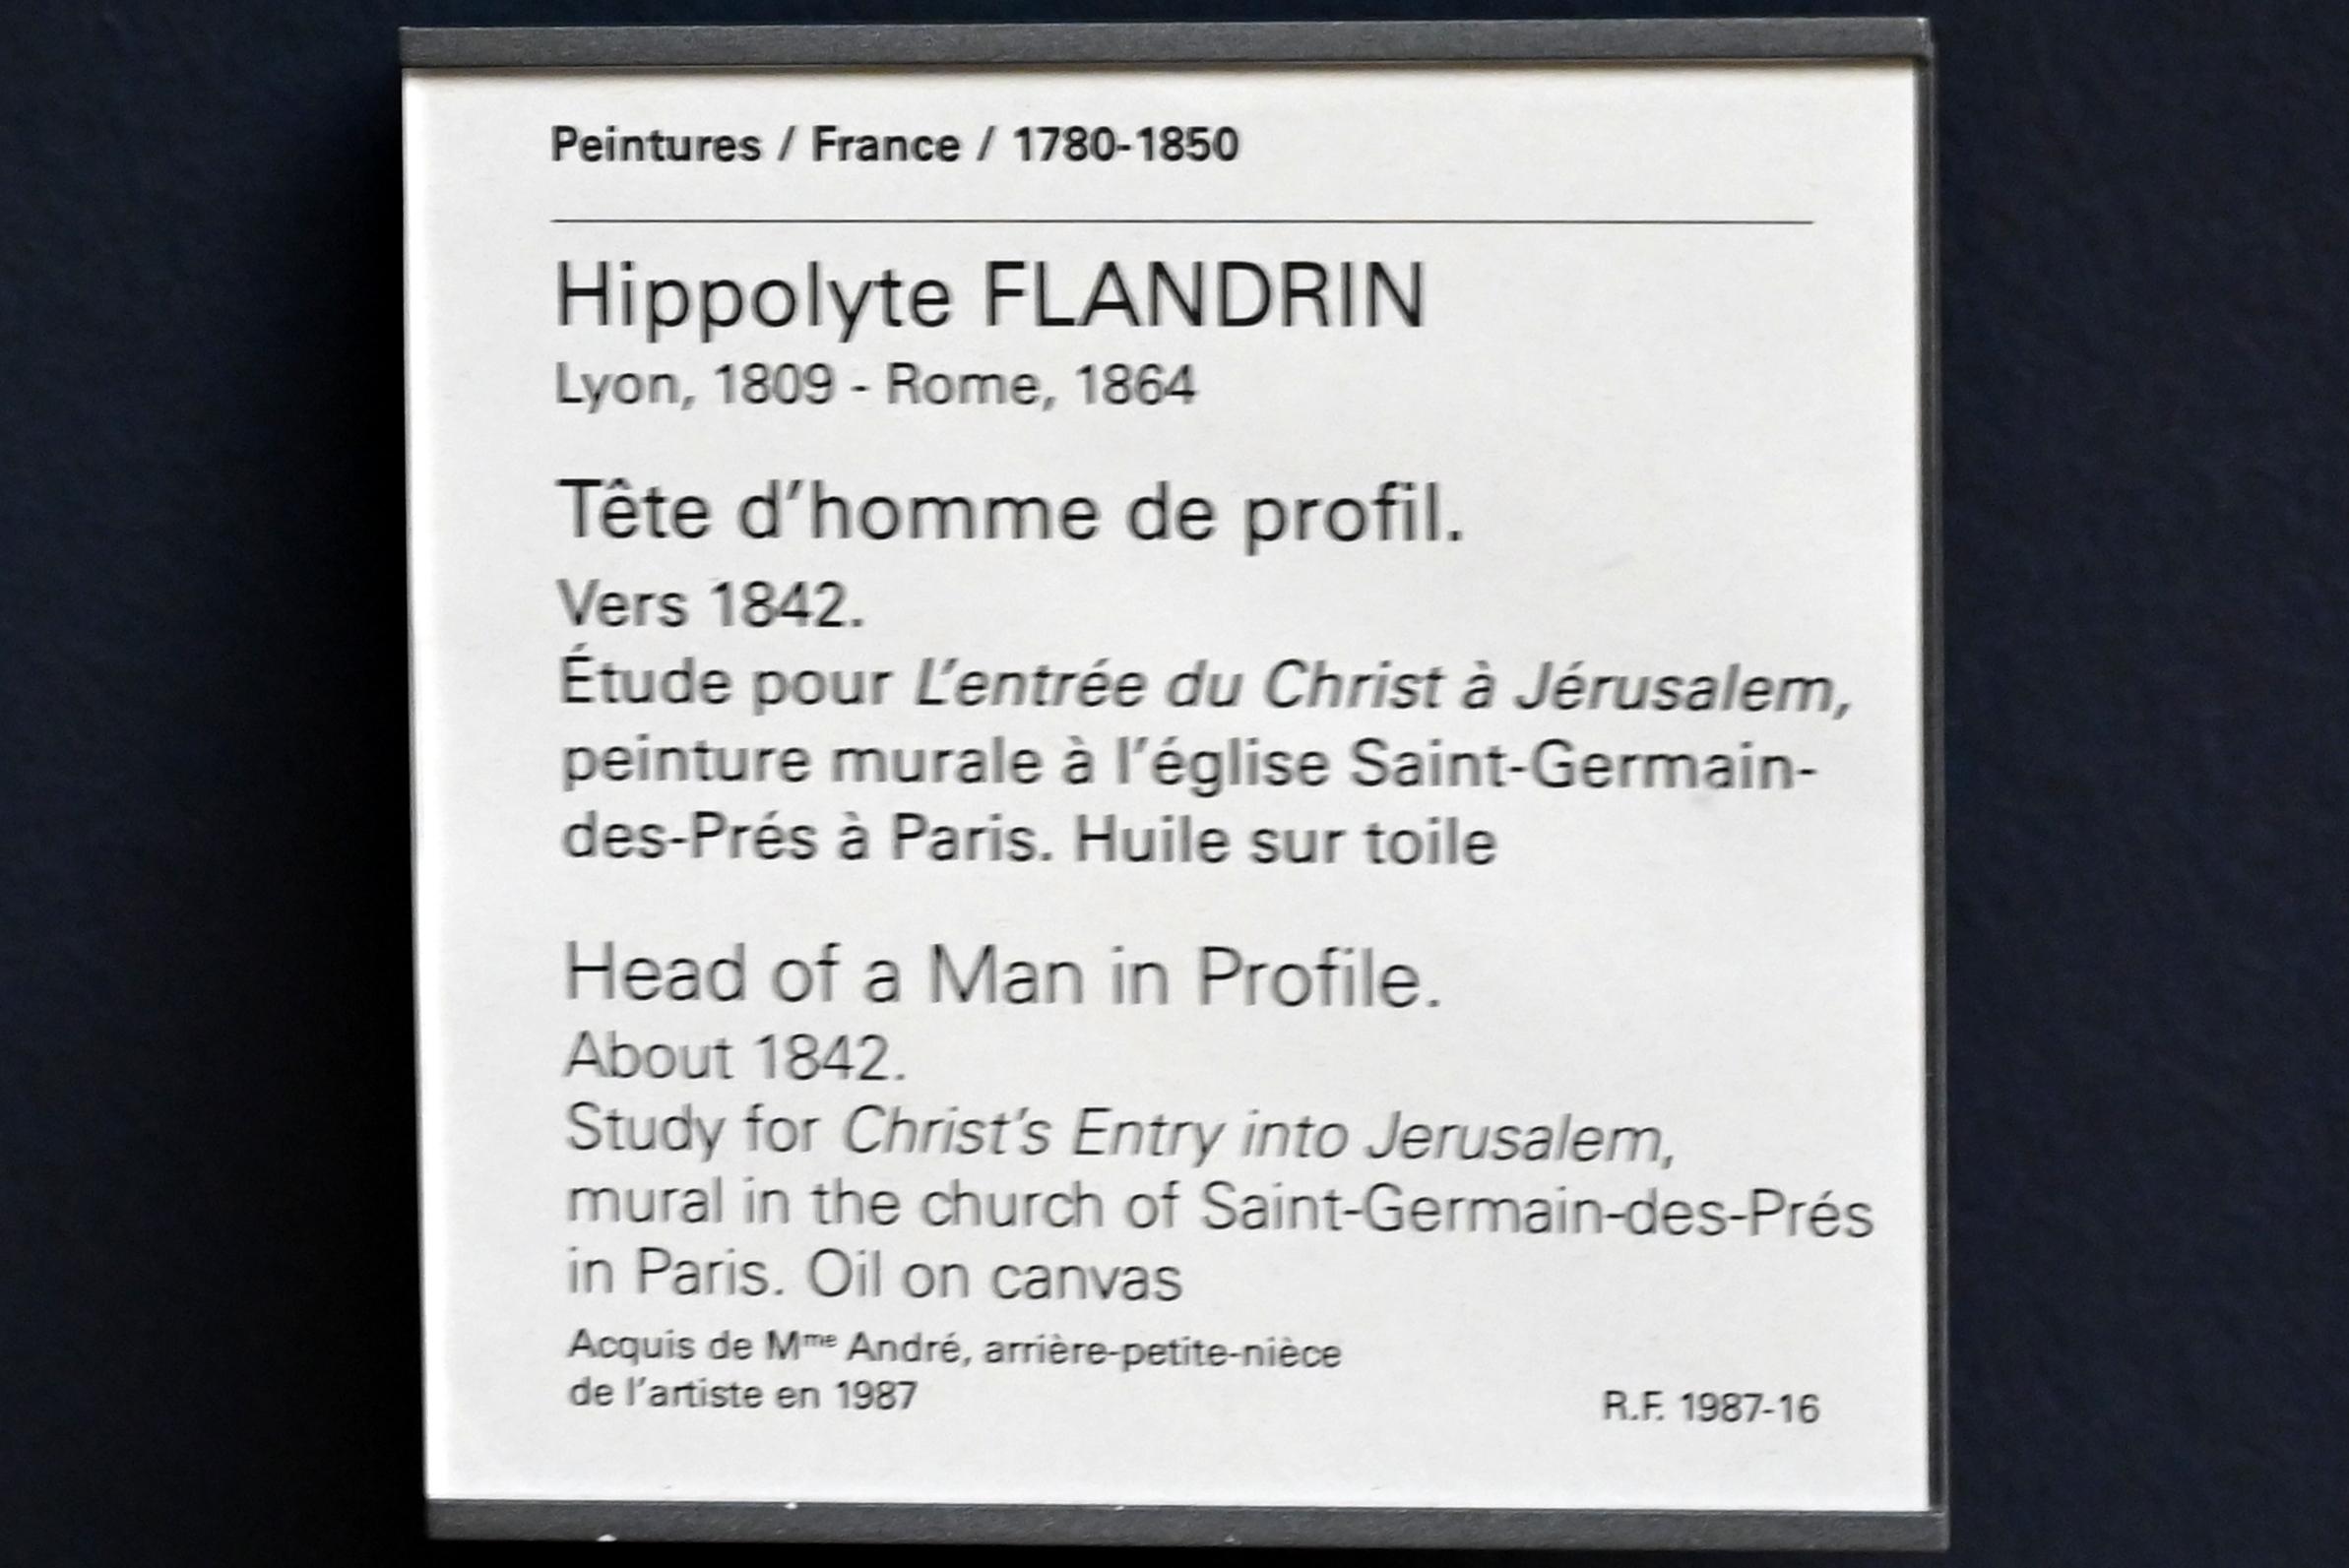 Peintures / France / 1780-1850
Hippolyte FLANDRIN
Lyon, 1809 - Rome, 1864
Tête d'homme de profil.
Vers 1842.
Étude pour L'entrée du Christ à Jérusalem,
peinture murale à l'église Saint-Germain-
des-Prés à Paris. Huile sur toile
Head of a Man in Profile.
About 1842.
Study for Christ's Entry into Jerusalem,
mural in the church of Saint-Germain-des-Prés
in Paris. Oil on canvas
Acquis de Mme André, arrière-petite-nièce
de l'artiste en 1987
R.F. 1987-16